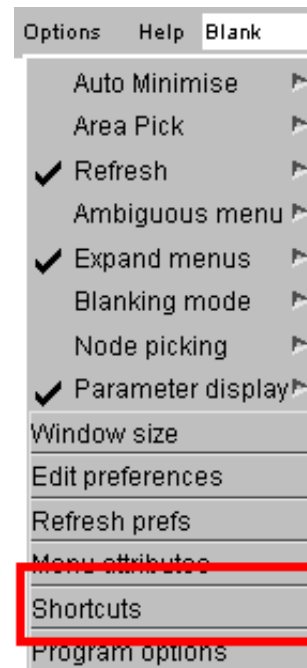 Options Help Blank
Auto Minimise
Area Pick
Refresh
Ambiguous menu
Expand menus
Blanking mode
Node picking
Parameter display
Window size
Edit preferences
Refresh prefs
Menu attributes
Shortcuts
Program options